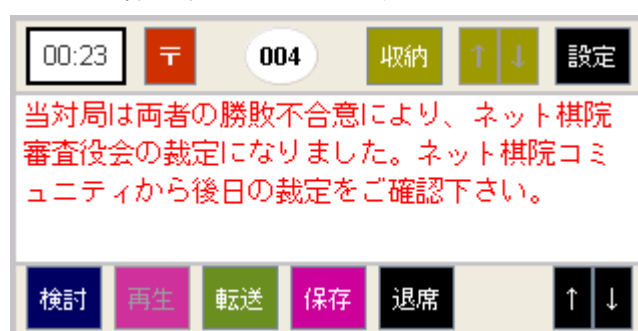 00:23 〒 004 収納 ↑ ↓ 設定
当対局は両者の勝敗不合意により、ネット棋院
審査役会の裁定になりました。ネット棋院コミ
ュニティから後日の裁定をご確認下さい。
検討 再生 転送 保存 退席 ↑ ↓